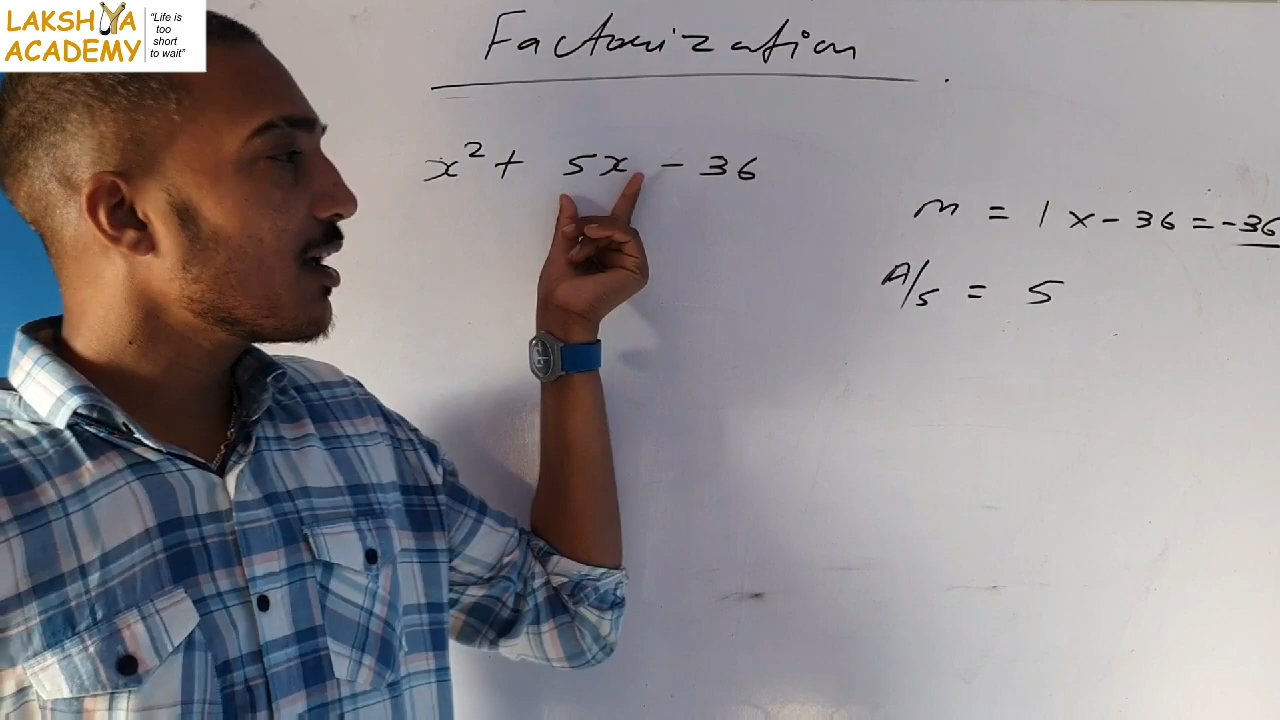 LAKSHYA
ACADEMY
"Life is
too
short
to wait"
Factorization
x² + 5x - 36
m = 1 x - 36 = -36
A/s = 5